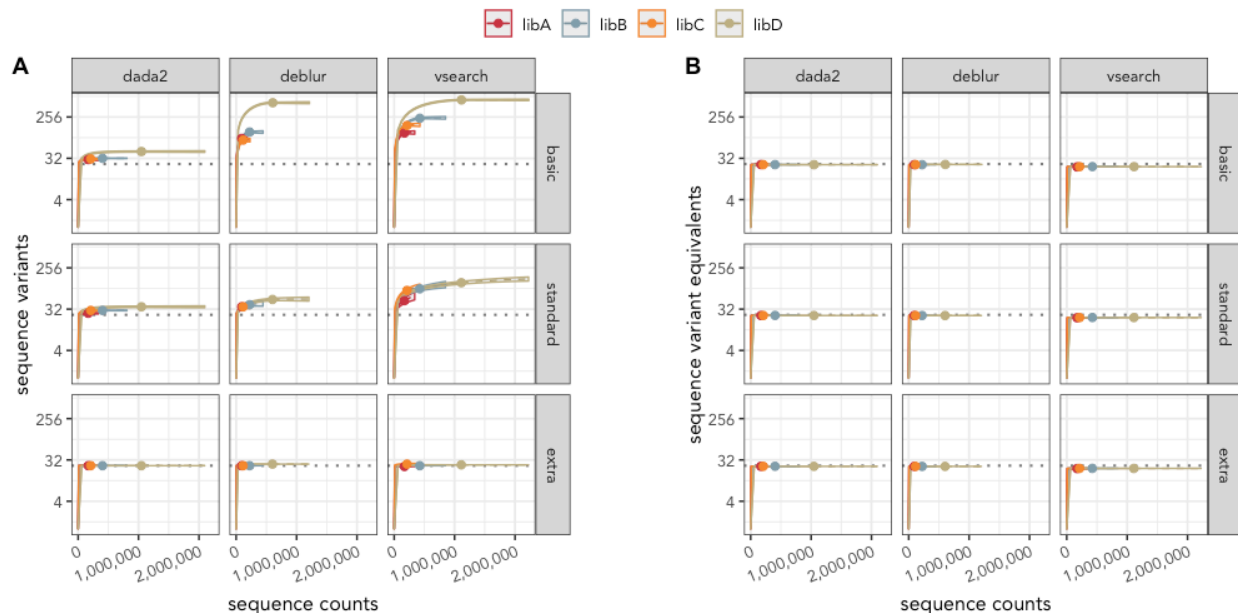 libA libB libC libD
A
dada2 deblur vsearch
sequence variants
256
32
4
basic
256
32
4
standard
256
32
4
extra
0 1,000,000 2,000,000 0 1,000,000 2,000,000 0 1,000,000 2,000,000
sequence counts
B
dada2 deblur vsearch
sequence variant equivalents
256
32
4
basic
256
32
4
standard
256
32
4
extra
0 1,000,000 2,000,000 0 1,000,000 2,000,000 0 1,000,000 2,000,000
sequence counts